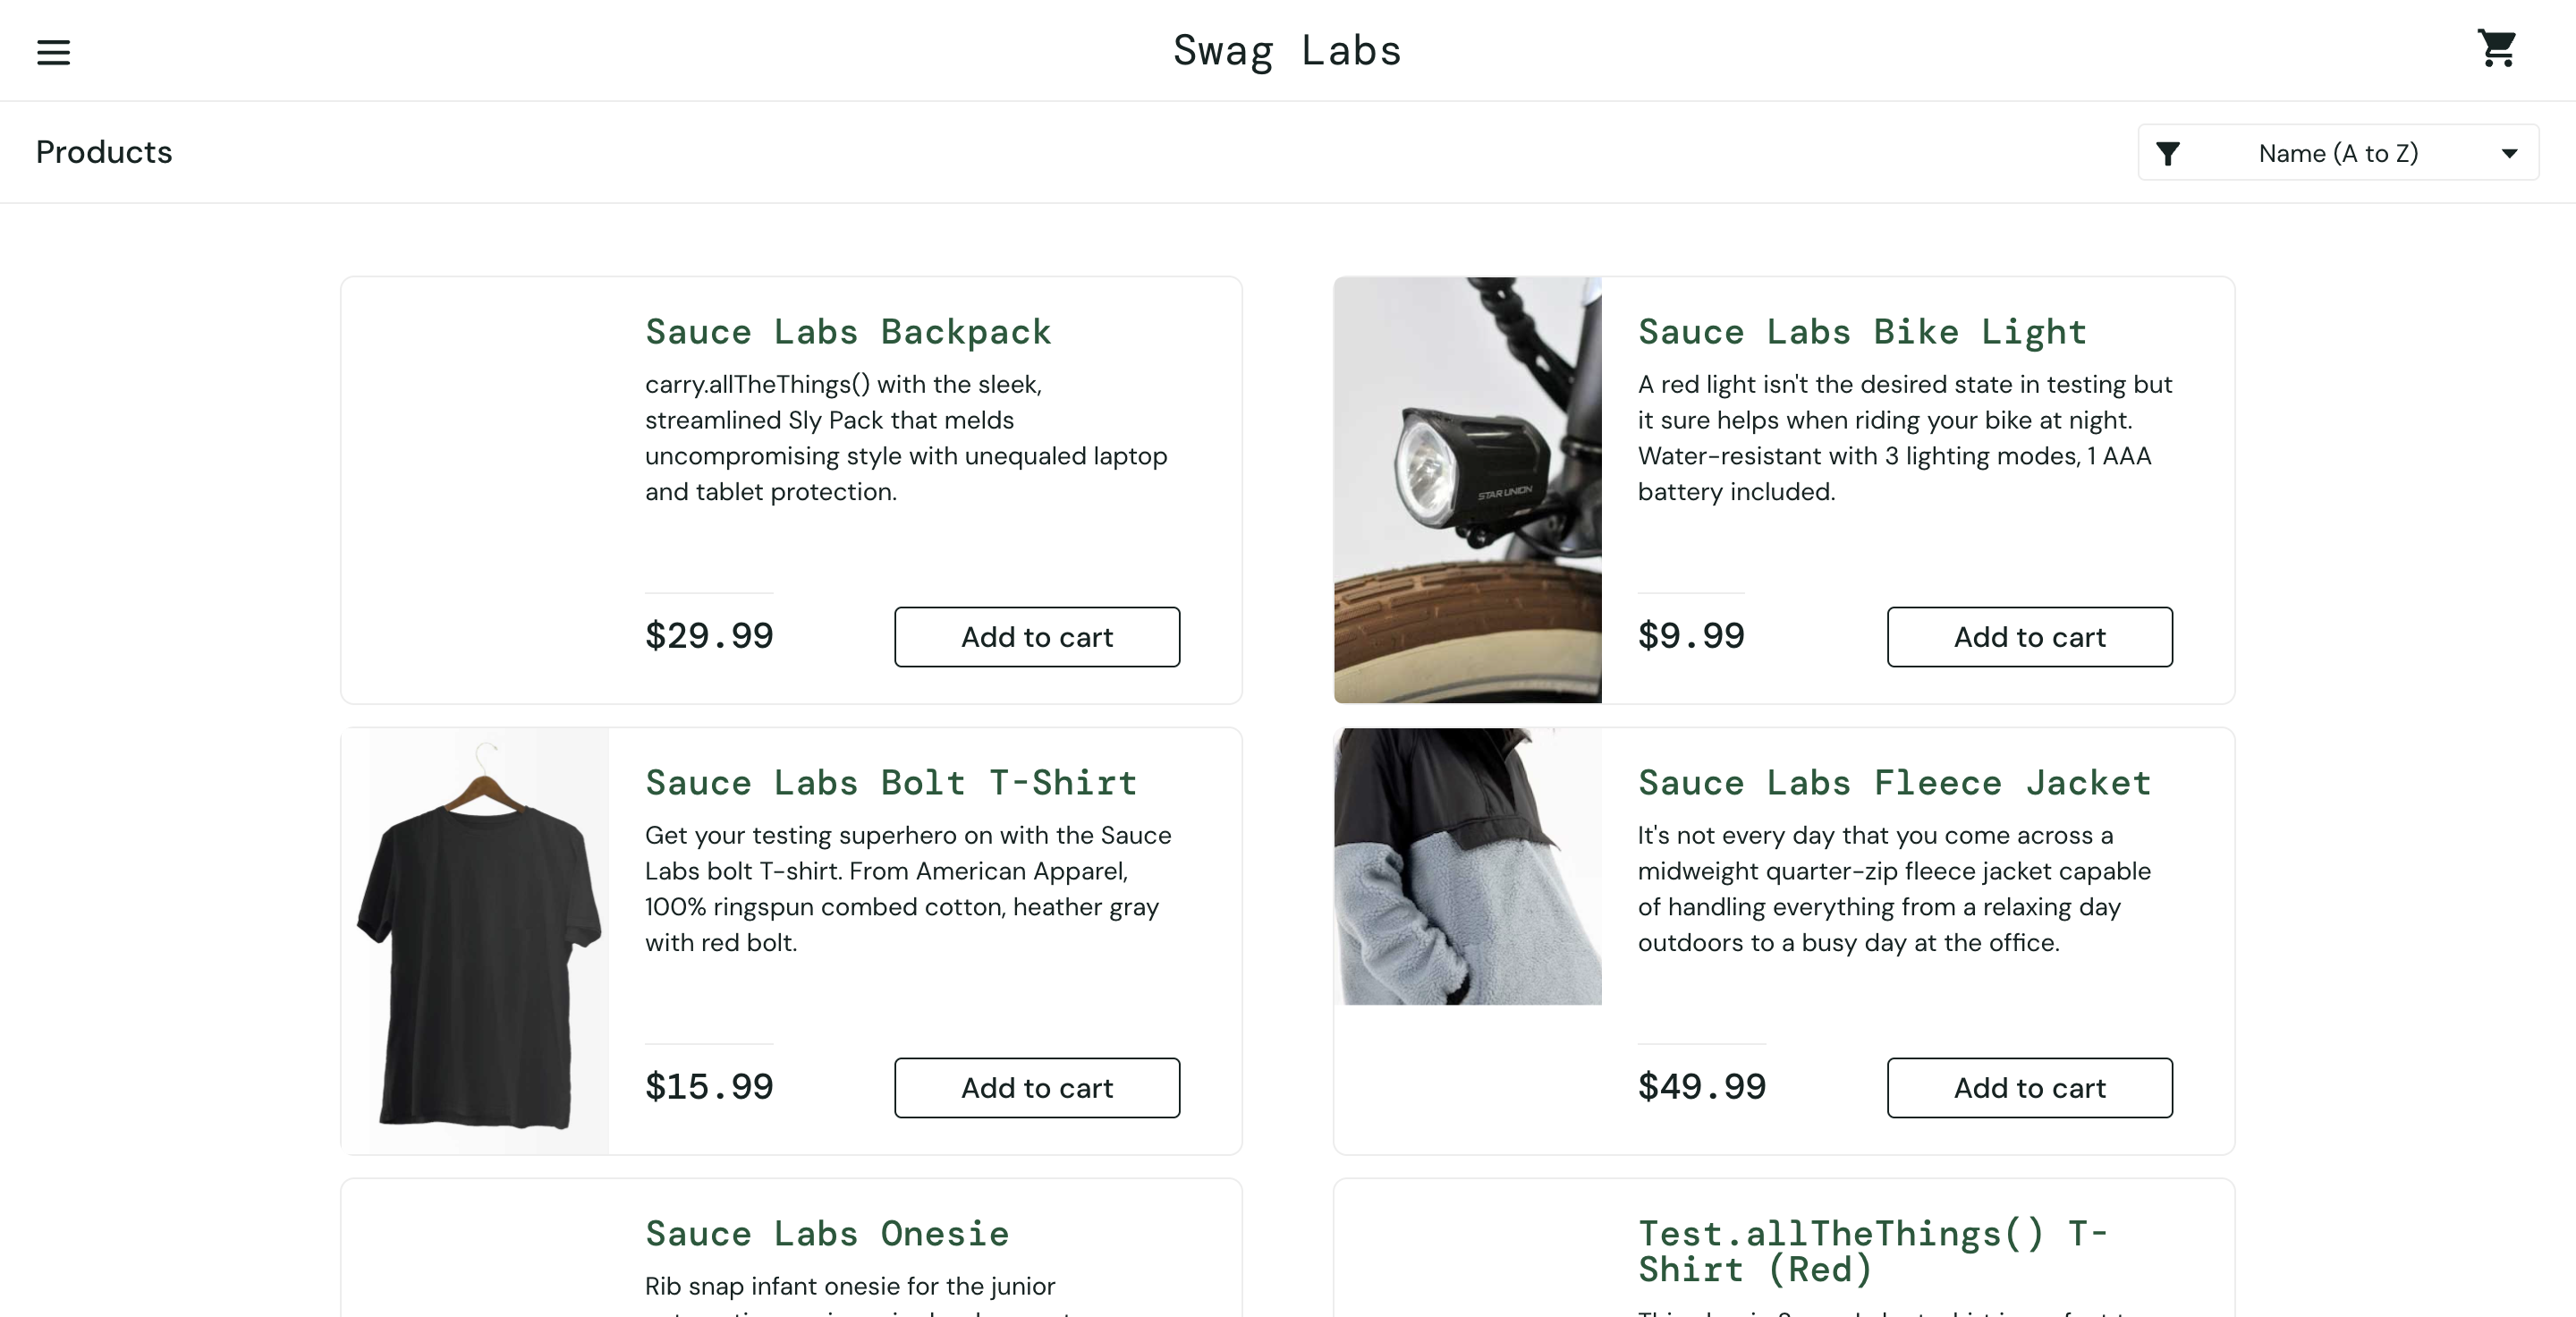 Swag Labs
Products
Name (A to Z)
Sauce Labs Backpack
carry.allTheThings() with the sleek,
streamlined Sly Pack that melds
uncompromising style with unequaled laptop
and tablet protection.
$29.99
Add to cart
STAR UNION
Sauce Labs Bike Light
A red light isn't the desired state in testing but
it sure helps when riding your bike at night.
Water-resistant with 3 lighting modes, 1 AAA
battery included.
$9.99
Add to cart
Sauce Labs Bolt T-Shirt
Get your testing superhero on with the Sauce
Labs bolt T-shirt. From American Apparel,
100% ringspun combed cotton, heather gray
with red bolt.
$15.99
Add to cart
Sauce Labs Fleece Jacket
It's not every day that you come across a
midweight quarter-zip fleece jacket capable
of handling everything from a relaxing day
outdoors to a busy day at the office.
$49.99
Add to cart
Sauce Labs Onesie
Rib snap infant onesie for the junior
Test.allTheThings() T-
Shirt (Red)